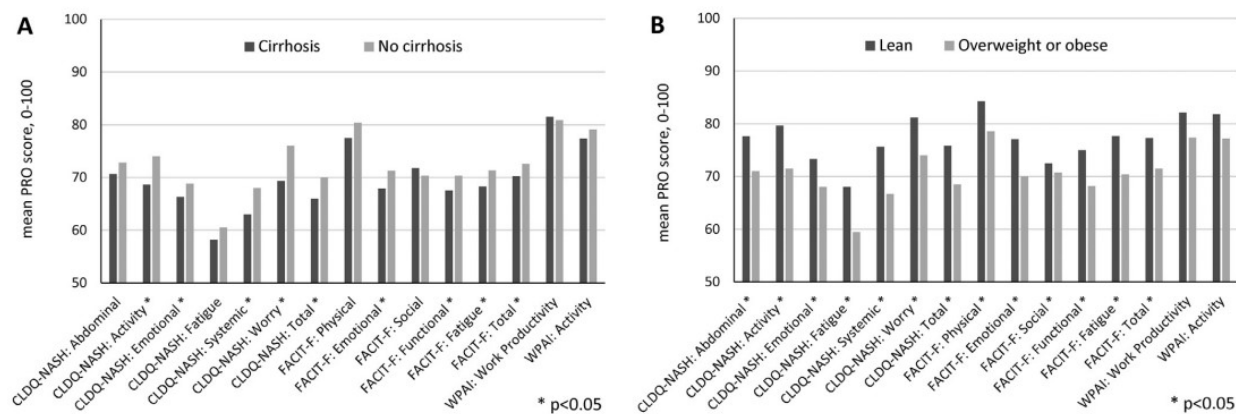 A
mean PRO score, 0-100
100
90
80
70
60
50
Cirrhosis
No cirrhosis
CLDQ-NASH: Abdominal
CLDQ-NASH: Activity *
CLDQ-NASH: Emotional *
CLDQ-NASH: Fatigue
CLDQ-NASH: Systemic *
CLDQ-NASH: Worry *
CLDQ-NASH: Total *
FACIT-F: Physical
FACIT-F: Emotional *
FACIT-F: Social
FACIT-F: Functional *
FACIT-F: Fatigue *
FACIT-F: Total *
WPAI: Work Productivity
WPAI: Activity
* p<0.05
B
mean PRO score, 0-100
100
90
80
70
60
50
Lean
Overweight or obese
CLDQ-NASH: Abdominal *
CLDQ-NASH: Activity *
CLDQ-NASH: Emotional *
CLDQ-NASH: Fatigue *
CLDQ-NASH: Systemic *
CLDQ-NASH: Worry *
CLDQ-NASH: Total *
FACIT-F: Physical *
FACIT-F: Emotional *
FACIT-F: Social *
FACIT-F: Functional *
FACIT-F: Fatigue *
FACIT-F: Total *
WPAI: Work Productivity
WPAI: Activity
* p<0.05